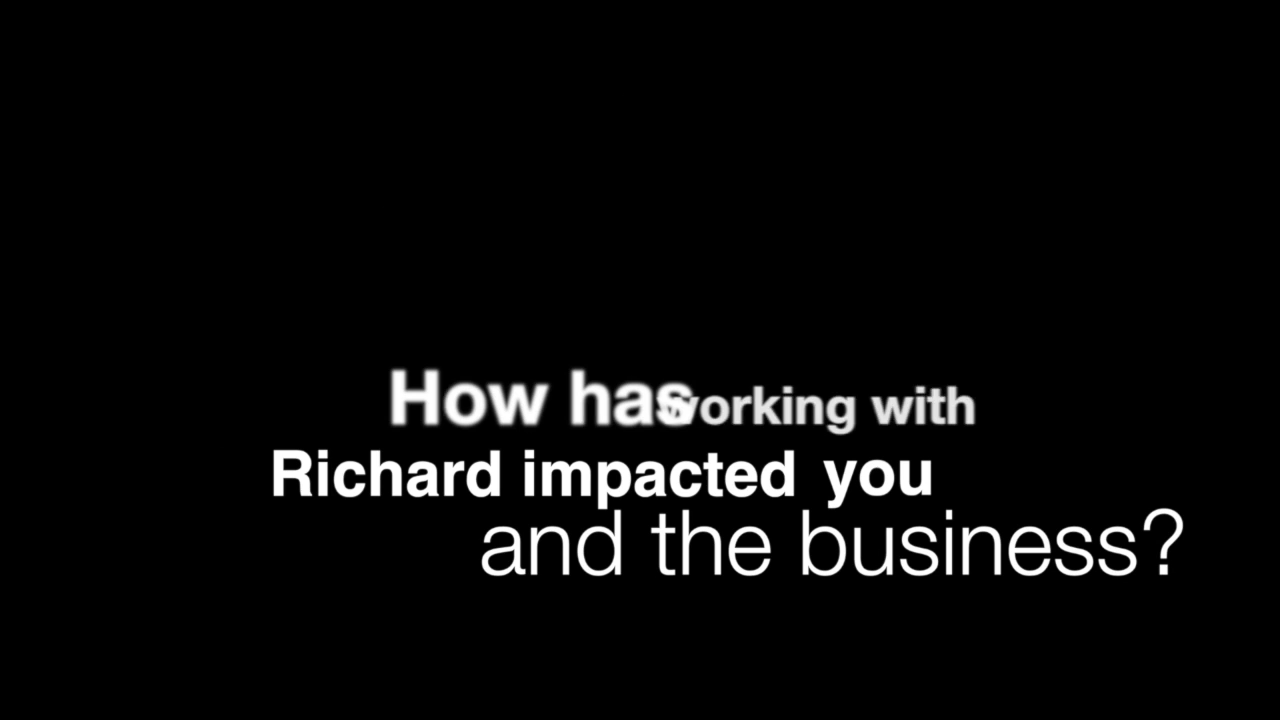 How has working with
Richard impacted you
and the business?